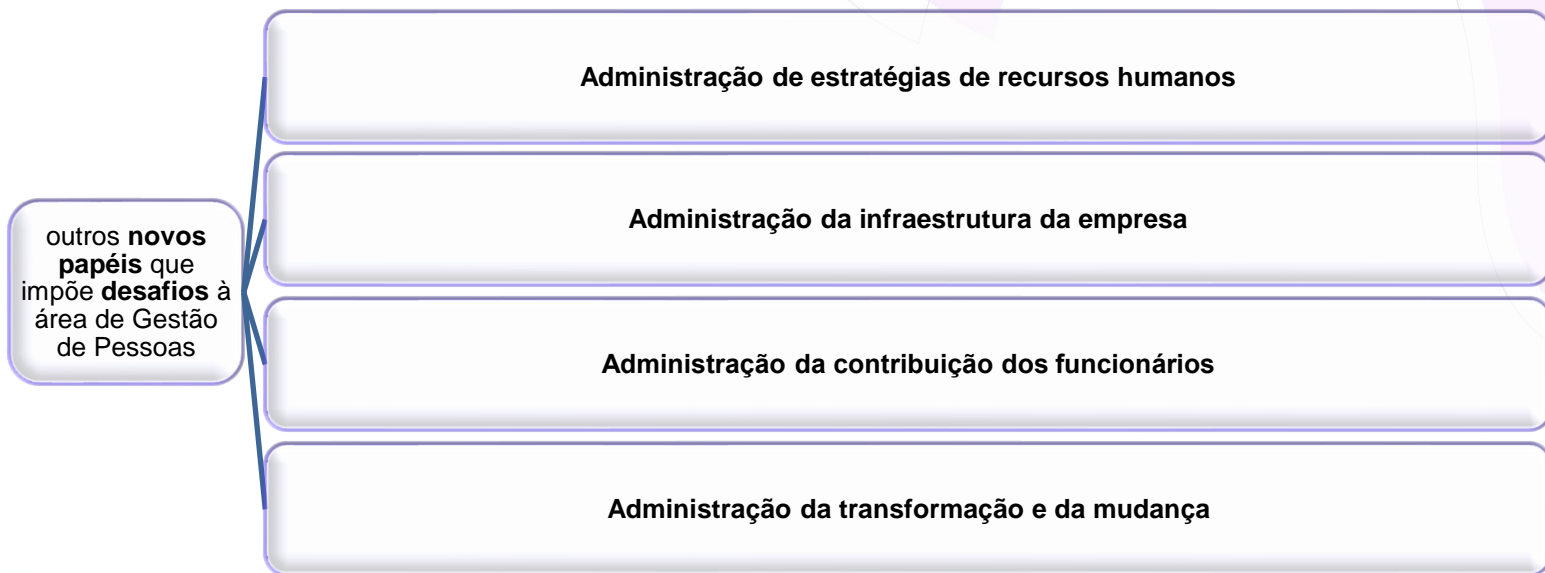 Administração de estratégias de recursos humanos
Administração da infraestrutura da empresa
outros novos
papéis que
impõe desafios à
área de Gestão
de Pessoas
Administração da contribuição dos funcionários
Administração da transformação e da mudança